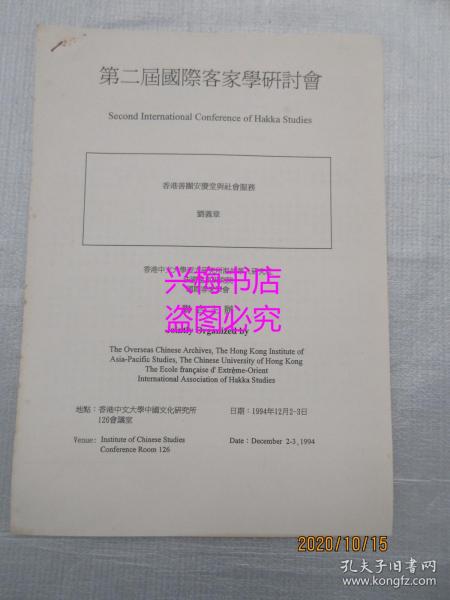 第二屆國際客家學研討會
Second International Conference of Hakka Studies
香港善團安慶堂與社會服務
劉義章
兴梅书店
盗图必究
Jointly Organized by
The Overseas Chinese Archives, The Hong Kong Institute of
Asia-Pacific Studies, The Chinese University of Hong Kong
The Ecole française d' Extrême-Orient
International Association of Hakka Studies
地點：香港中文大學中國文化研究所
126會議室
日期：1994年12月2-3日
Venue: Institute of Chinese Studies
Conference Room 126
Date: December 2-3, 1994
2020/10/15
孔夫子旧书网
www.kongfz.com